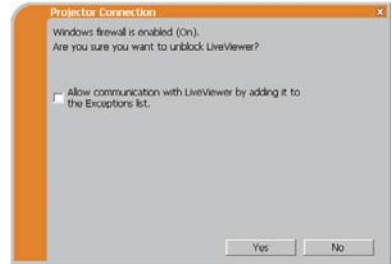 Projector Connection
X
Windows firewall is enabled (On).
Are you sure you want to unblock LiveViewer?
Allow communication with LiveViewer by adding it to
the Exceptions list.
Yes No